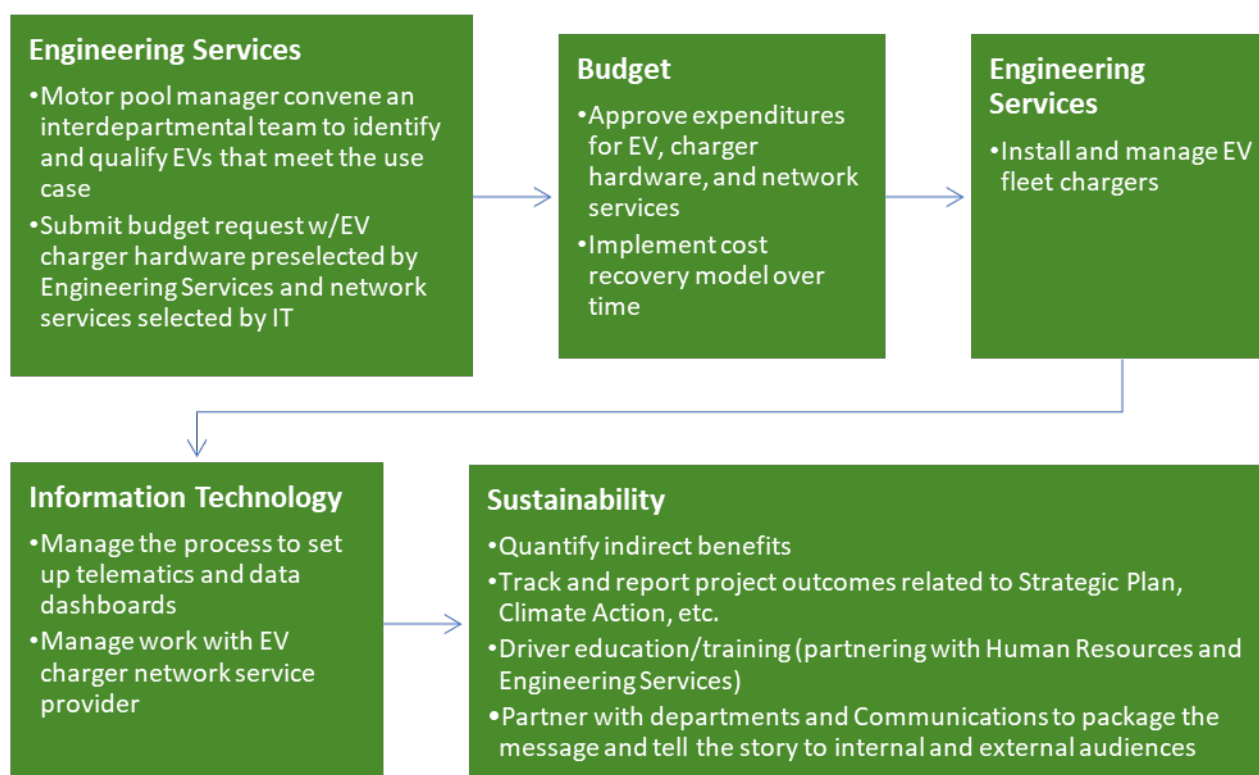 Engineering Services
•Motor pool manager convene an
interdepartmental team to identify
and qualify EVs that meet the use
case
•Submit budget request w/EV
charger hardware preselected by
Engineering Services and network
services selected by IT
Budget
•Approve expenditures
for EV, charger
hardware, and network
services
•Implement cost
recovery model over
time
Engineering
Services
•Install and manage EV
fleet chargers
Information Technology
•Manage the process to set
up telematics and data
dashboards
•Manage work with EV
charger network service
provider
Sustainability
•Quantify indirect benefits
•Track and report project outcomes related to Strategic Plan,
Climate Action, etc.
•Driver education/training (partnering with Human Resources and
Engineering Services)
•Partner with departments and Communications to package the
message and tell the story to internal and external audiences